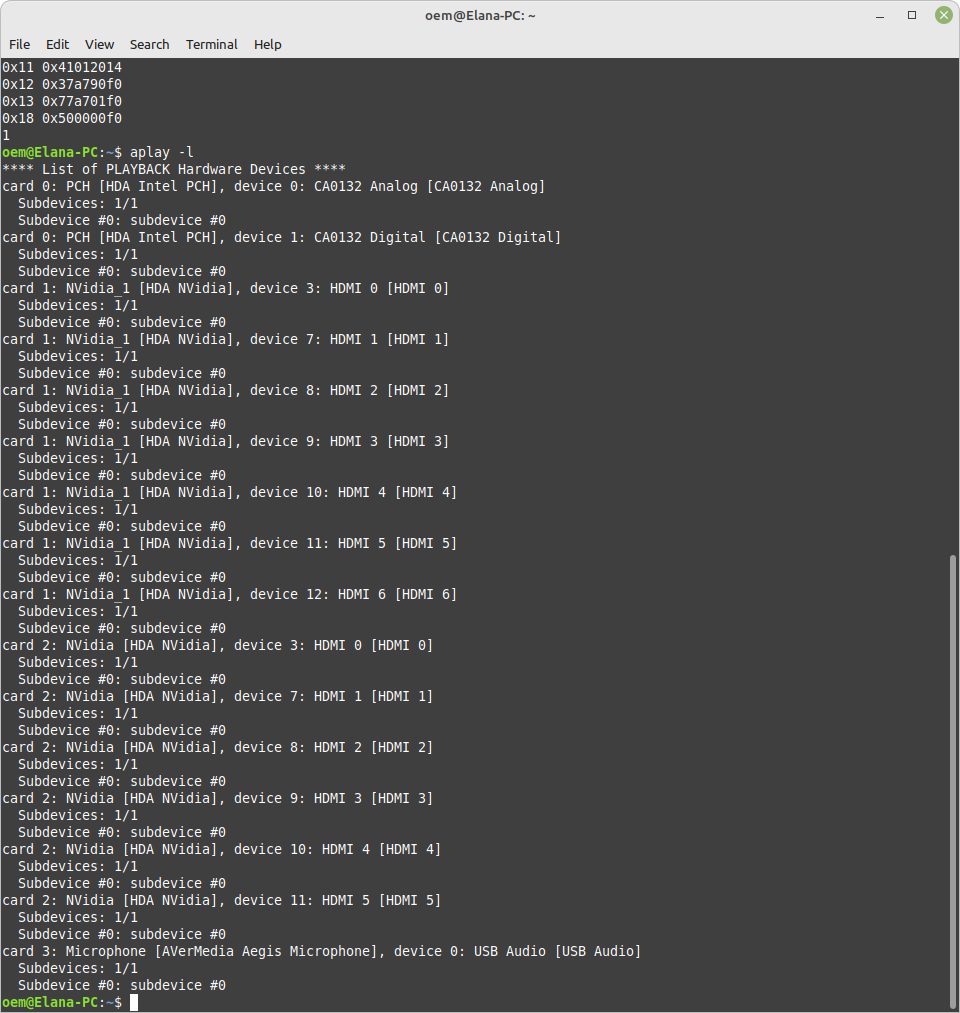 oem@Elana-PC: ~
File Edit View Search Terminal Help
0x11 0x41012014
0x12 0x37a790f0
0x13 0x77a701f0
0x18 0x500000f0
1
oem@Elana-PC:~$ aplay -l
**** List of PLAYBACK Hardware Devices ****
card 0: PCH [HDA Intel PCH], device 0: CA0132 Analog [CA0132 Analog]
  Subdevices: 1/1
  Subdevice #0: subdevice #0
card 0: PCH [HDA Intel PCH], device 1: CA0132 Digital [CA0132 Digital]
  Subdevices: 1/1
  Subdevice #0: subdevice #0
card 1: NVidia_1 [HDA NVidia], device 3: HDMI 0 [HDMI 0]
  Subdevices: 1/1
  Subdevice #0: subdevice #0
card 1: NVidia_1 [HDA NVidia], device 7: HDMI 1 [HDMI 1]
  Subdevices: 1/1
  Subdevice #0: subdevice #0
card 1: NVidia_1 [HDA NVidia], device 8: HDMI 2 [HDMI 2]
  Subdevices: 1/1
  Subdevice #0: subdevice #0
card 1: NVidia_1 [HDA NVidia], device 9: HDMI 3 [HDMI 3]
  Subdevices: 1/1
  Subdevice #0: subdevice #0
card 1: NVidia_1 [HDA NVidia], device 10: HDMI 4 [HDMI 4]
  Subdevices: 1/1
  Subdevice #0: subdevice #0
card 1: NVidia_1 [HDA NVidia], device 11: HDMI 5 [HDMI 5]
  Subdevices: 1/1
  Subdevice #0: subdevice #0
card 1: NVidia_1 [HDA NVidia], device 12: HDMI 6 [HDMI 6]
  Subdevices: 1/1
  Subdevice #0: subdevice #0
card 2: NVidia [HDA NVidia], device 3: HDMI 0 [HDMI 0]
  Subdevices: 1/1
  Subdevice #0: subdevice #0
card 2: NVidia [HDA NVidia], device 7: HDMI 1 [HDMI 1]
  Subdevices: 1/1
  Subdevice #0: subdevice #0
card 2: NVidia [HDA NVidia], device 8: HDMI 2 [HDMI 2]
  Subdevices: 1/1
  Subdevice #0: subdevice #0
card 2: NVidia [HDA NVidia], device 9: HDMI 3 [HDMI 3]
  Subdevices: 1/1
  Subdevice #0: subdevice #0
card 2: NVidia [HDA NVidia], device 10: HDMI 4 [HDMI 4]
  Subdevices: 1/1
  Subdevice #0: subdevice #0
card 2: NVidia [HDA NVidia], device 11: HDMI 5 [HDMI 5]
  Subdevices: 1/1
  Subdevice #0: subdevice #0
card 3: Microphone [AVerMedia Aegis Microphone], device 0: USB Audio [USB Audio]
  Subdevices: 1/1
  Subdevice #0: subdevice #0
oem@Elana-PC:~$